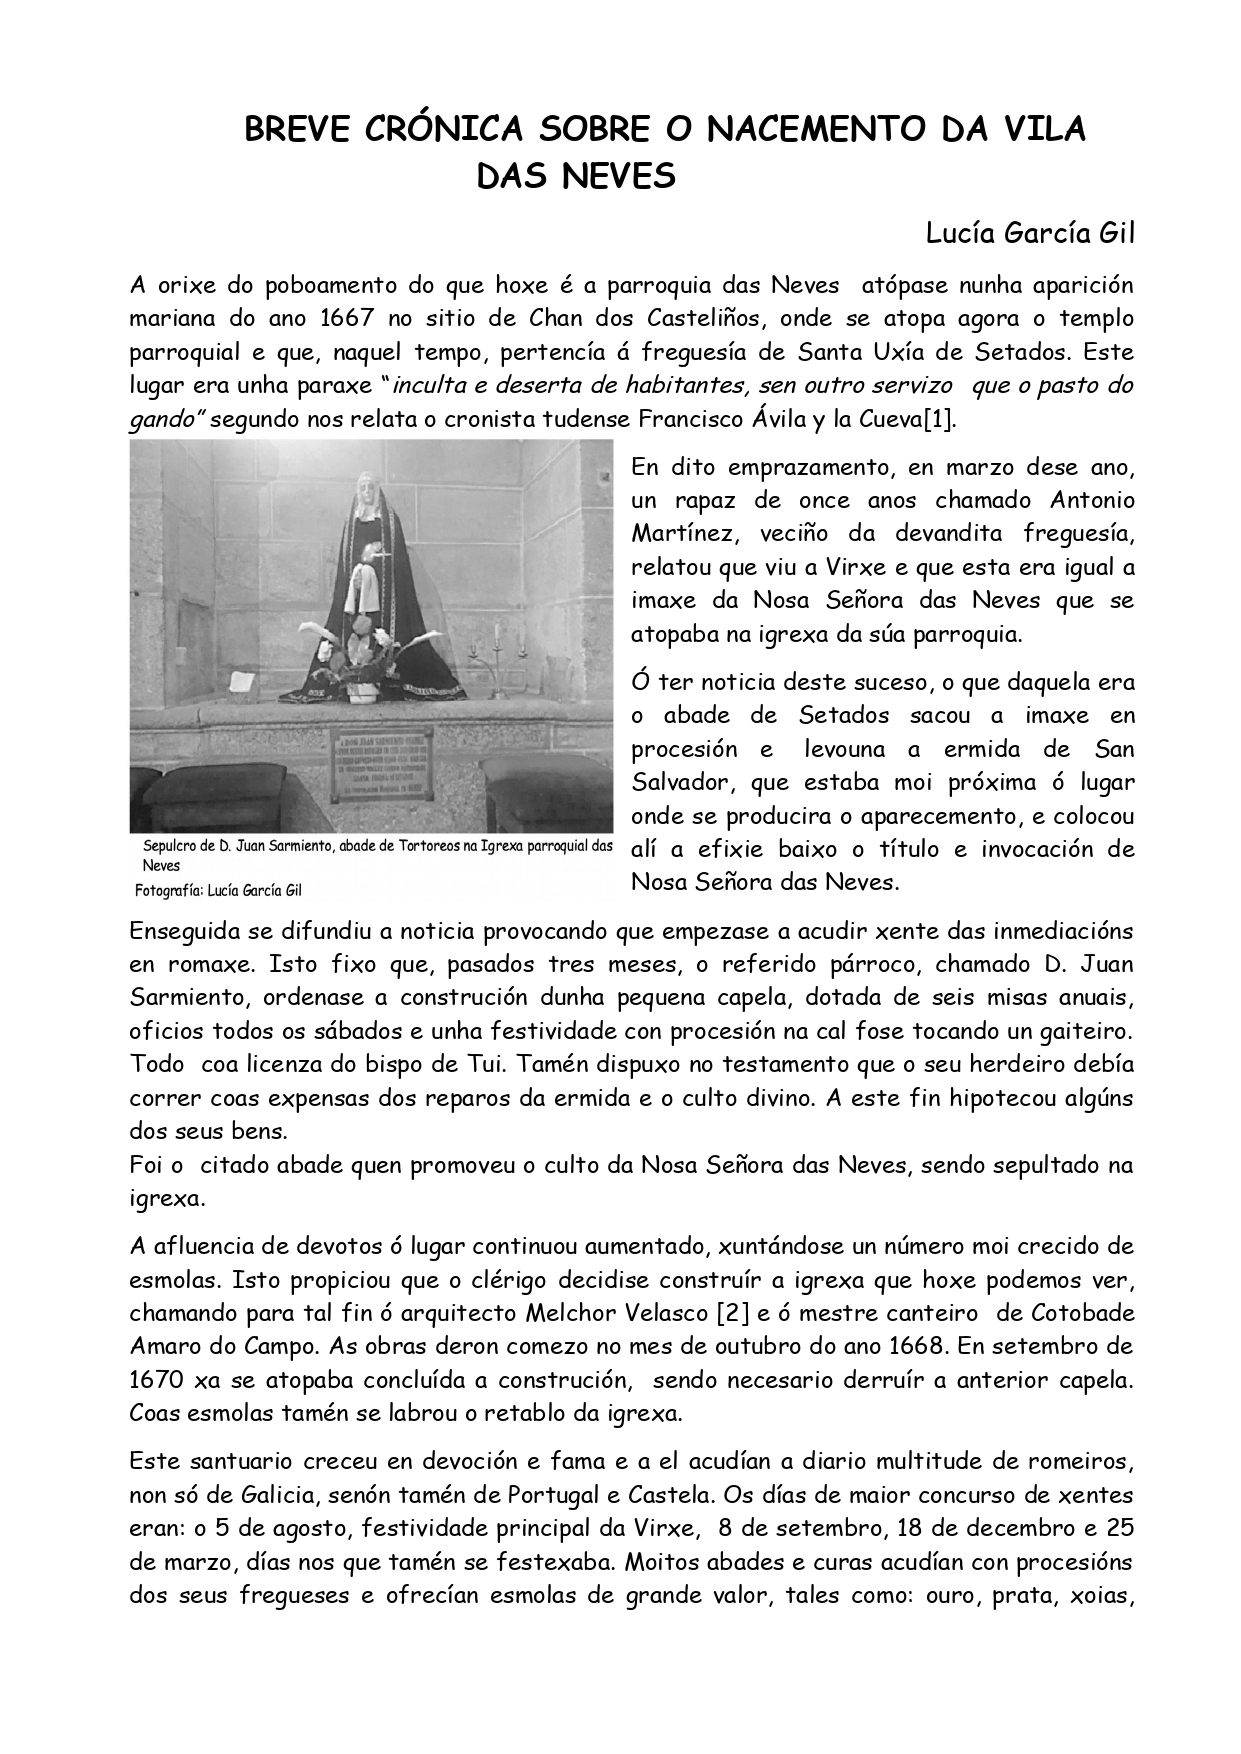 BREVE CRÓNICA SOBRE O NACEMENTO DA VILA
DAS NEVES
Lucía García Gil
A orixe do poboamento do que hoxe é a parroquia das Neves atópase nunha aparición
mariana do ano 1667 no sitio de Chan dos Casteliños, onde se atopa agora o templo
parroquial e que, naquel tempo, pertencía á freguesía de Santa Uxía de Setados. Este
lugar era unha paraxe “inculta e deserta de habitantes, sen outro servizo que o pasto do
gando” segundo nos relata o cronista tudense Francisco Ávila y la Cueva[1].
En dito emprazamento, en marzo dese ano,
un rapaz de once anos chamado Antonio
Martínez, veciño da devandita freguesía,
relatou que viu a Virxe e que esta era igual a
imaxe da Nosa Señora das Neves que se
atopaba na igrexa da súa parroquia.
Ó ter noticia deste suceso, o que daquela era
o abade de Setados sacou a imaxe en
procesión e levouna a ermida de San
Salvador, que estaba moi próxima ó lugar
onde se producira o aparecemento, e colocou
alí a efixie baixo o título e invocación de
Nosa Señora das Neves.
Sepulcro de D. Juan Sarmiento, abade de Tortoreos na Igrexa parroquial das
Neves
Fotografía: Lucía García Gil
Enseguida se difundiu a noticia provocando que empezase a acudir xente das inmediacións
en romaxe. Isto fixo que, pasados tres meses, o referido párroco, chamado D. Juan
Sarmiento, ordenase a construción dunha pequena capela, dotada de seis misas anuais,
oficios todos os sábados e unha festividade con procesión na cal fose tocando un gaiteiro.
Todo coa licenza do bispo de Tui. Tamén dispuxo no testamento que o seu herdeiro debía
correr coas expensas dos reparos da ermida e o culto divino. A este fin hipotecou algúns
dos seus bens.
Foi o citado abade quen promoveu o culto da Nosa Señora das Neves, sendo sepultado na
igrexa.
A afluencia de devotos ó lugar continuou aumentado, xuntándose un número moi crecido de
esmolas. Isto propiciou que o clérigo decidise construír a igrexa que hoxe podemos ver,
chamando para tal fin ó arquitecto Melchor Velasco [2] e ó mestre canteiro de Cotobade
Amaro do Campo. As obras deron comezo no mes de outubro do ano 1668. En setembro de
1670 xa se atopaba concluída a construción, sendo necesario derruír a anterior capela.
Coas esmolas tamén se labrou o retablo da igrexa.
Este santuario creceu en devoción e fama e a el acudían a diario multitude de romeiros,
non só de Galicia, senón tamén de Portugal e Castela. Os días de maior concurso de xentes
eran: o 5 de agosto, festividade principal da Virxe, 8 de setembro, 18 de decembro e 25
de marzo, días nos que tamén se festexaba. Moitos abades e curas acudían con procesións
dos seus fregueses e ofrecían esmolas de grande valor, tales como: ouro, prata, xoias,